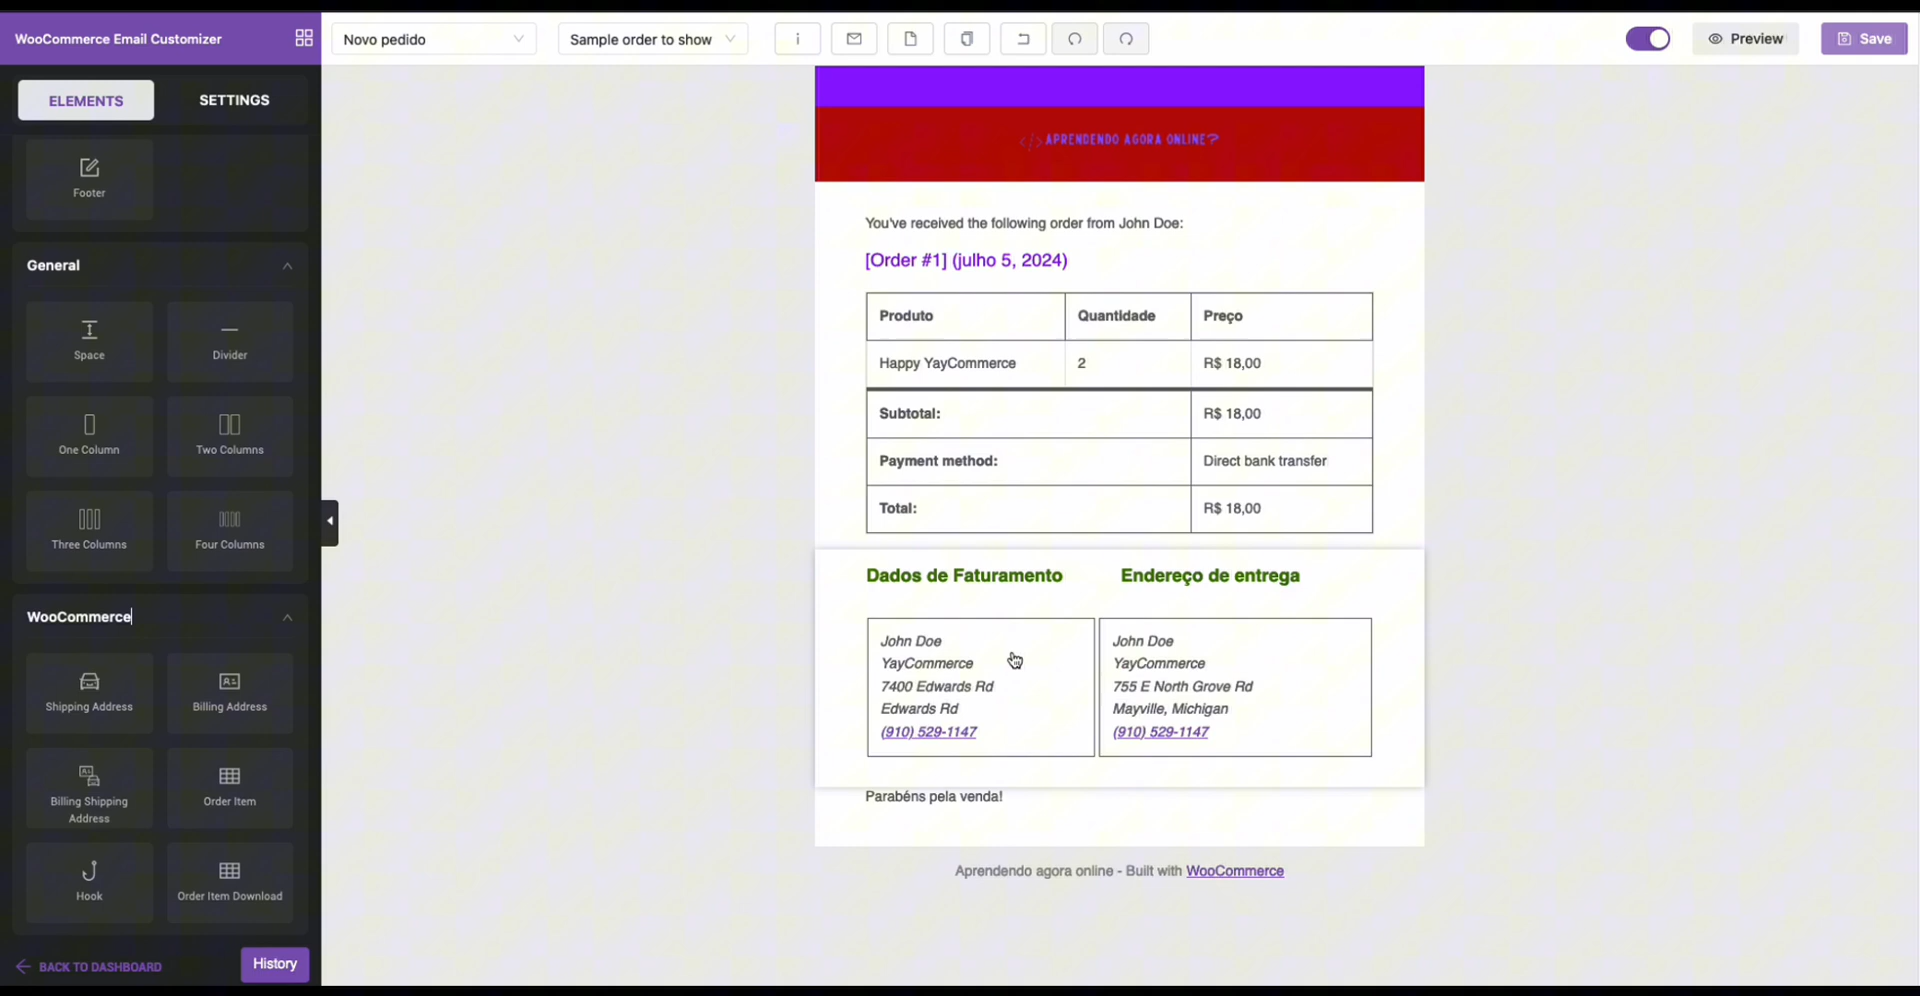 WooCommerce Email Customizer
Novo pedido
Sample order to show
i
Preview
Save
ELEMENTS
SETTINGS
Footer
General
Space
Divider
One Column
Two Columns
Three Columns
Four Columns
WooCommerce
Shipping Address
Billing Address
Billing Shipping
Address
Order Item
Hook
Order Item Download
BACK TO DASHBOARD
History
</> APRENDENDO AGORA ONLINE?
You've received the following order from John Doe:
[Order #1] (julho 5, 2024)
Produto Quantidade Preço
Happy YayCommerce 2 R$ 18,00
Subtotal: R$ 18,00
Payment method: Direct bank transfer
Total: R$ 18,00
Dados de Faturamento
Endereço de entrega
John Doe
YayCommerce
7400 Edwards Rd
Edwards Rd
(910) 529-1147
John Doe
YayCommerce
755 E North Grove Rd
Mayville, Michigan
(910) 529-1147
Parabéns pela venda!
Aprendendo agora online - Built with WooCommerce